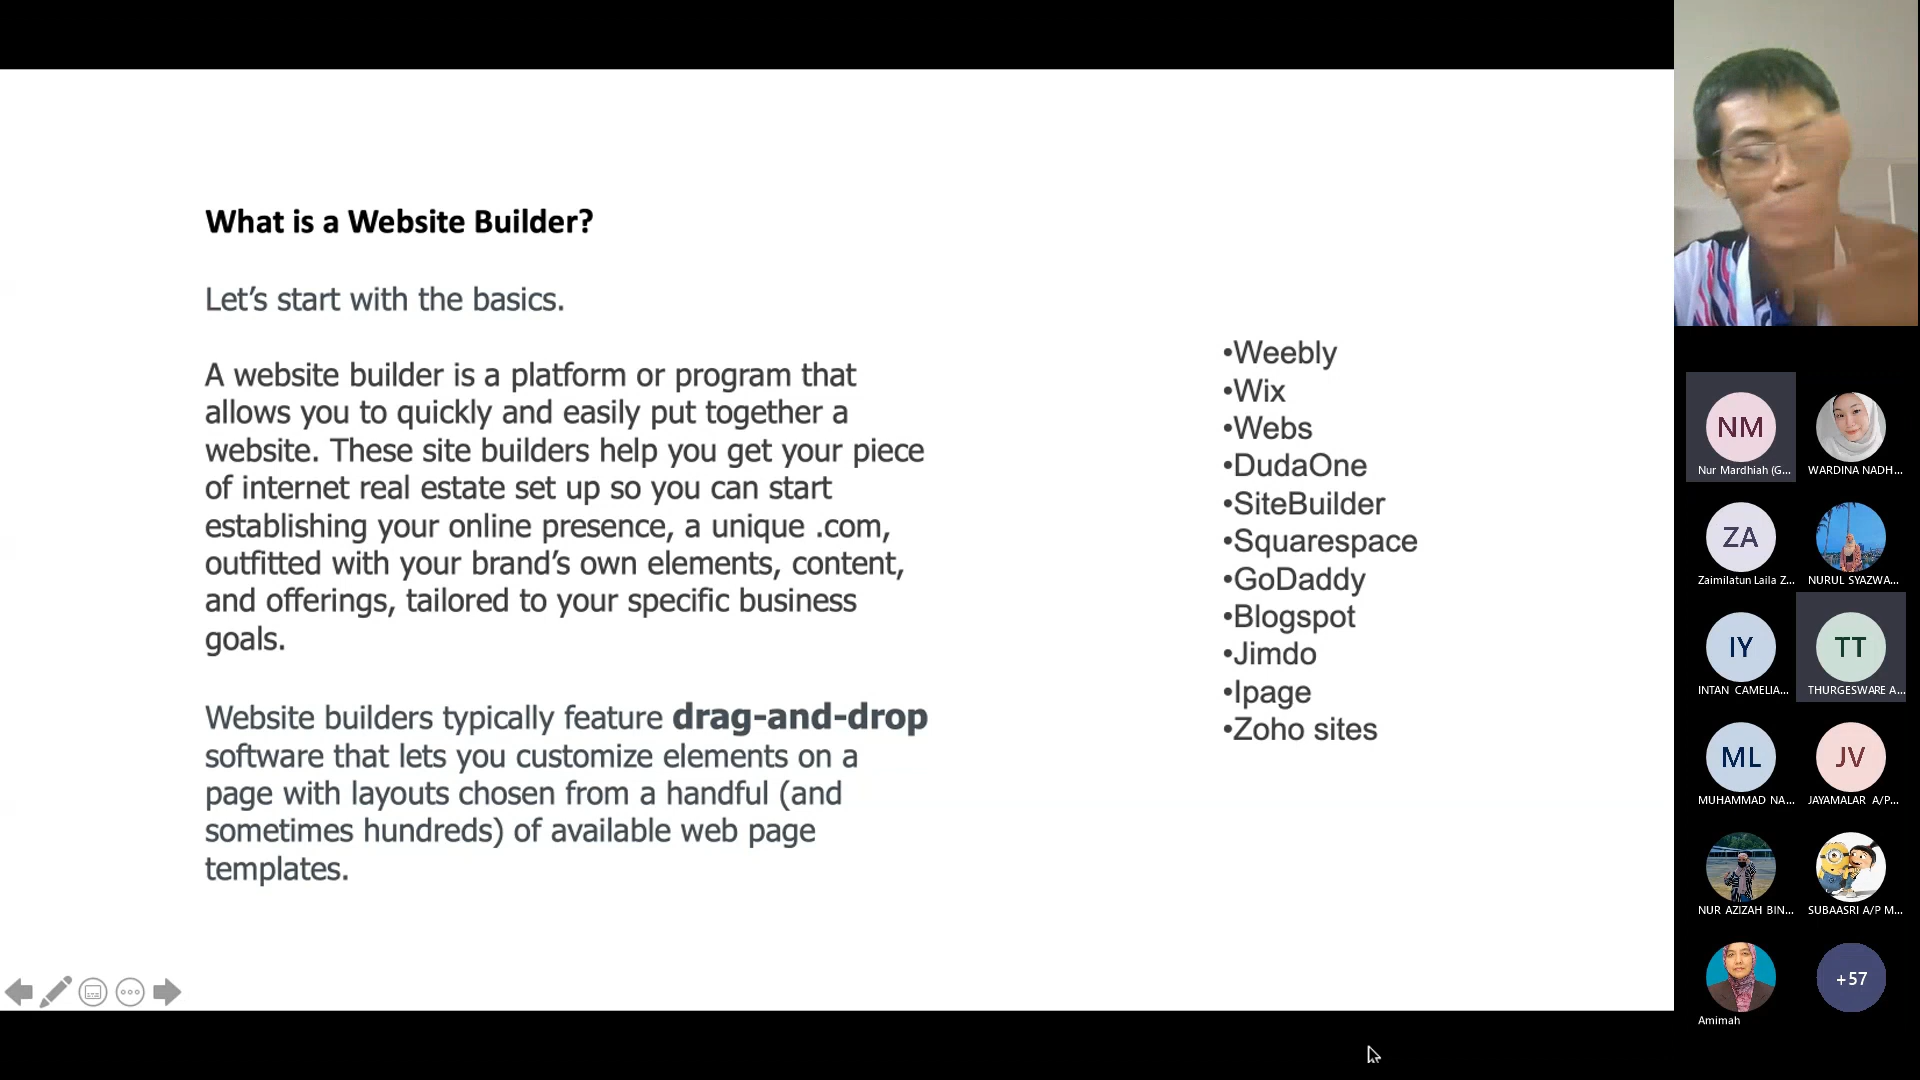 What is a Website Builder?
Let’s start with the basics.
A website builder is a platform or program that
allows you to quickly and easily put together a
website. These site builders help you get your piece
of internet real estate set up so you can start
establishing your online presence, a unique .com,
outfitted with your brand’s own elements, content,
and offerings, tailored to your specific business
goals.
Website builders typically feature drag-and-drop
software that lets you customize elements on a
page with layouts chosen from a handful (and
sometimes hundreds) of available web page
templates.
•Weebly
•Wix
•Webs
•DudaOne
•SiteBuilder
•Squarespace
•GoDaddy
•Blogspot
•Jimdo
•Ipage
•Zoho sites
NM
Nur Mardhiah (G...
WARDINA NADH...
ZA
Zaimilatun Laila Z...
NURUL SYAZWA...
IY
INTAN CAMELIA...
TT
THURGESWARE A...
ML
MUHAMMAD NA...
JV
JAYAMALAR A/P...
NUR AZIZAH BIN...
SUBAASRI A/P M...
Amimah
+57